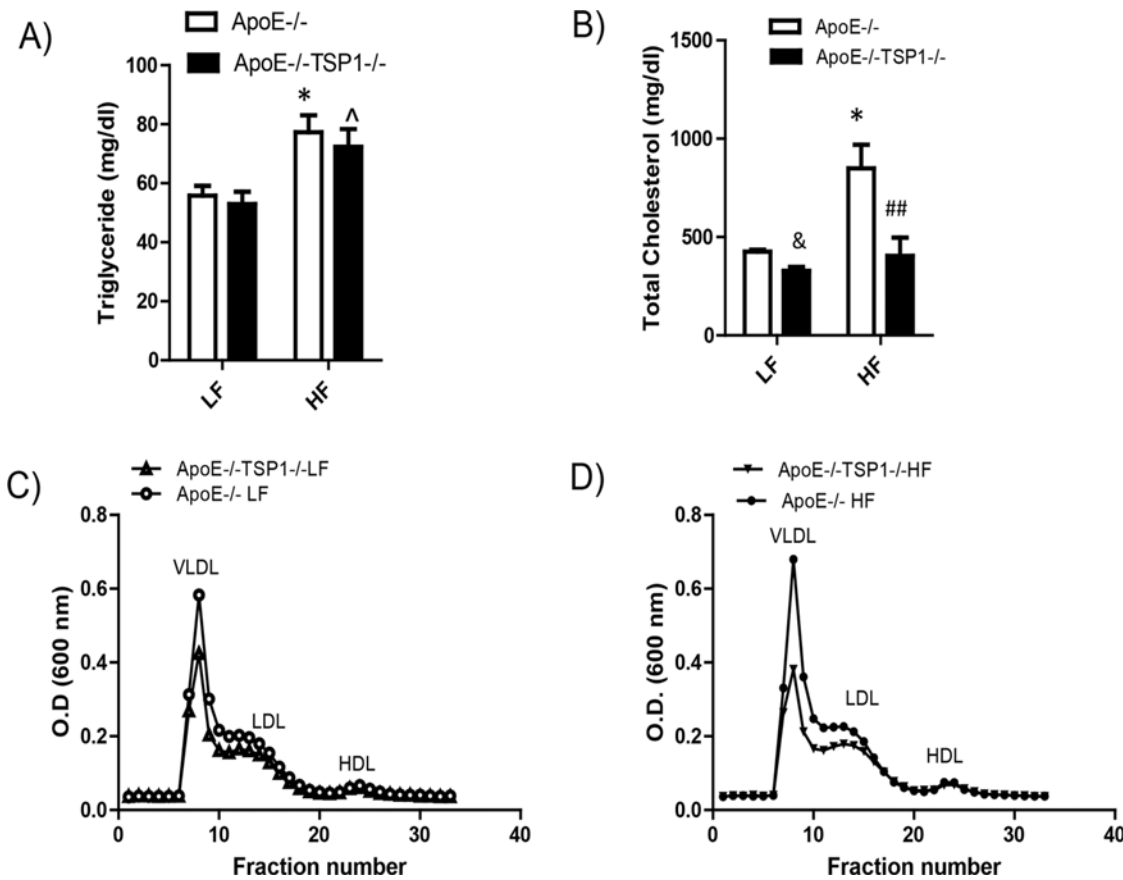 A)
ApoE-/-
ApoE-/-TSP1-/-
Triglyceride (mg/dl)
100
80
60
40
20
0
*
^
LF
HF
B)
ApoE-/-
ApoE-/-TSP1-/-
Total Cholesterol (mg/dl)
1500
1000
500
0
&
*
##
LF
HF
C)
ApoE-/-TSP1-/-LF
ApoE-/- LF
O.D (600 nm)
0.8
0.6
0.4
0.2
0.0
VLDL
LDL
HDL
0 10 20 30 40
Fraction number
D)
ApoE-/-TSP1-/-HF
ApoE-/- HF
O.D. (600 nm)
0.8
0.6
0.4
0.2
0.0
VLDL
LDL
HDL
0 10 20 30 40
Fraction number